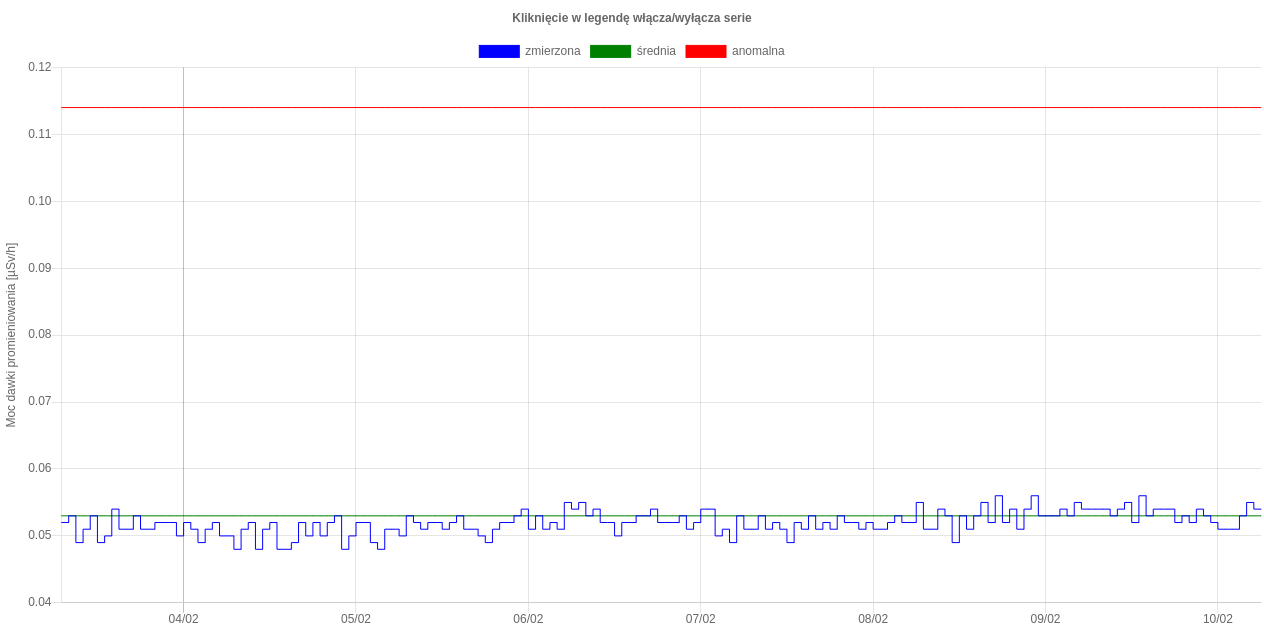 Kliknięcie w legendę włącza/wyłącza serie
zmierzona średnia anomalna
Moc dawki promieniowania [µSv/h]
0.12
0.11
0.10
0.09
0.08
0.07
0.06
0.05
0.04
04/02 05/02 06/02 07/02 08/02 09/02 10/02